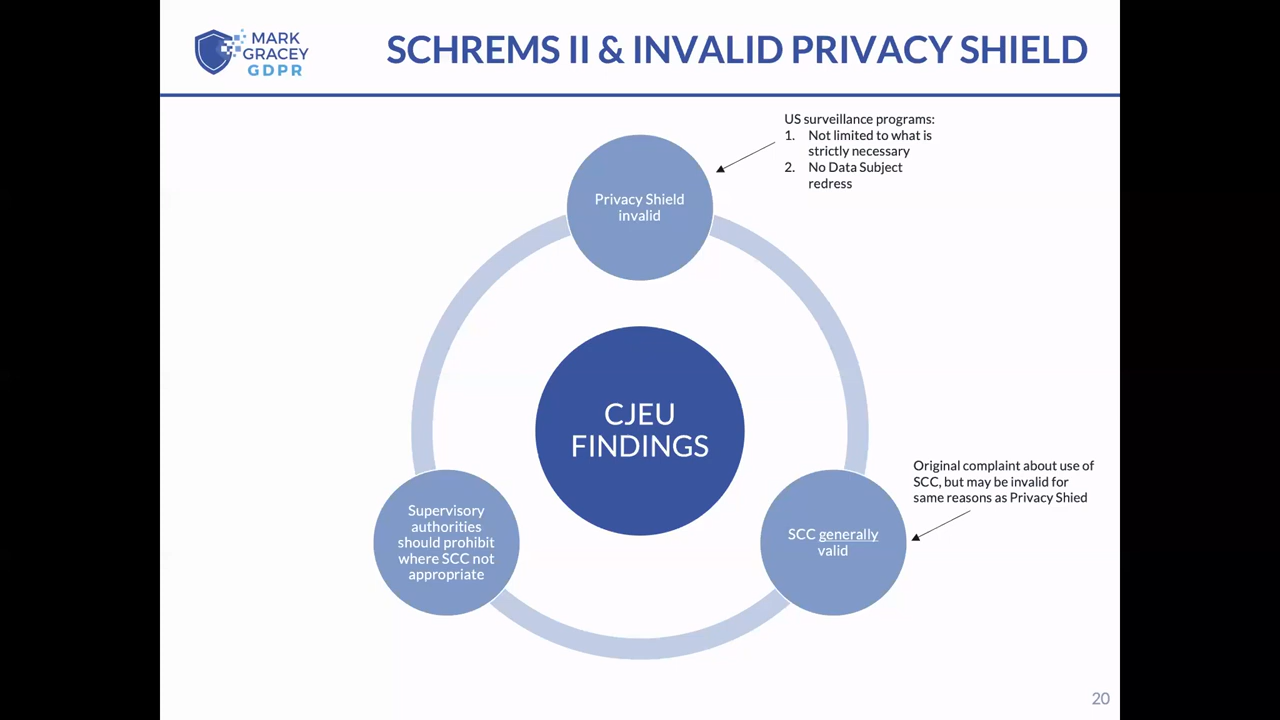 MARK
GRACEY
GDPR
SCHREMS II & INVALID PRIVACY SHIELD
US surveillance programs:
1. Not limited to what is
strictly necessary
2. No Data Subject
redress
Privacy Shield
invalid
CJEU
FINDINGS
Original complaint about use of
SCC, but may be invalid for
same reasons as Privacy Shied
SCC generally
valid
Supervisory
authorities
should prohibit
where SCC not
appropriate
20